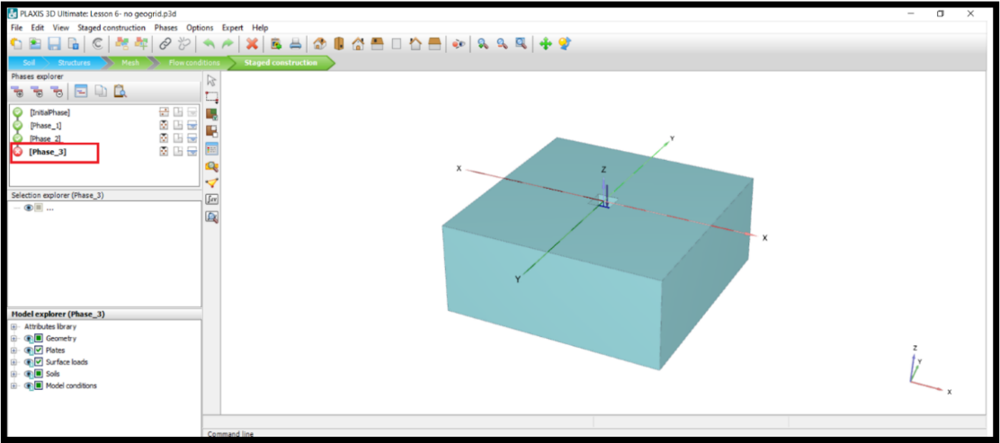 PLAXIS 3D Ultimate: Lesson 6- no geogrid.p3d
File Edit View Staged construction Phases Options Expert Help
Soil Structures Mesh Flow conditions Staged construction
Phases explorer
[InitialPhase]
[Phase_1]
[Phase_2]
[Phase_3]
Selection explorer (Phase_3)
...
Model explorer (Phase_3)
Attributes library
Geometry
Plates
Surface loads
Soils
Model conditions
Y
X
Z
X
Y
Z
Y
X
Command line